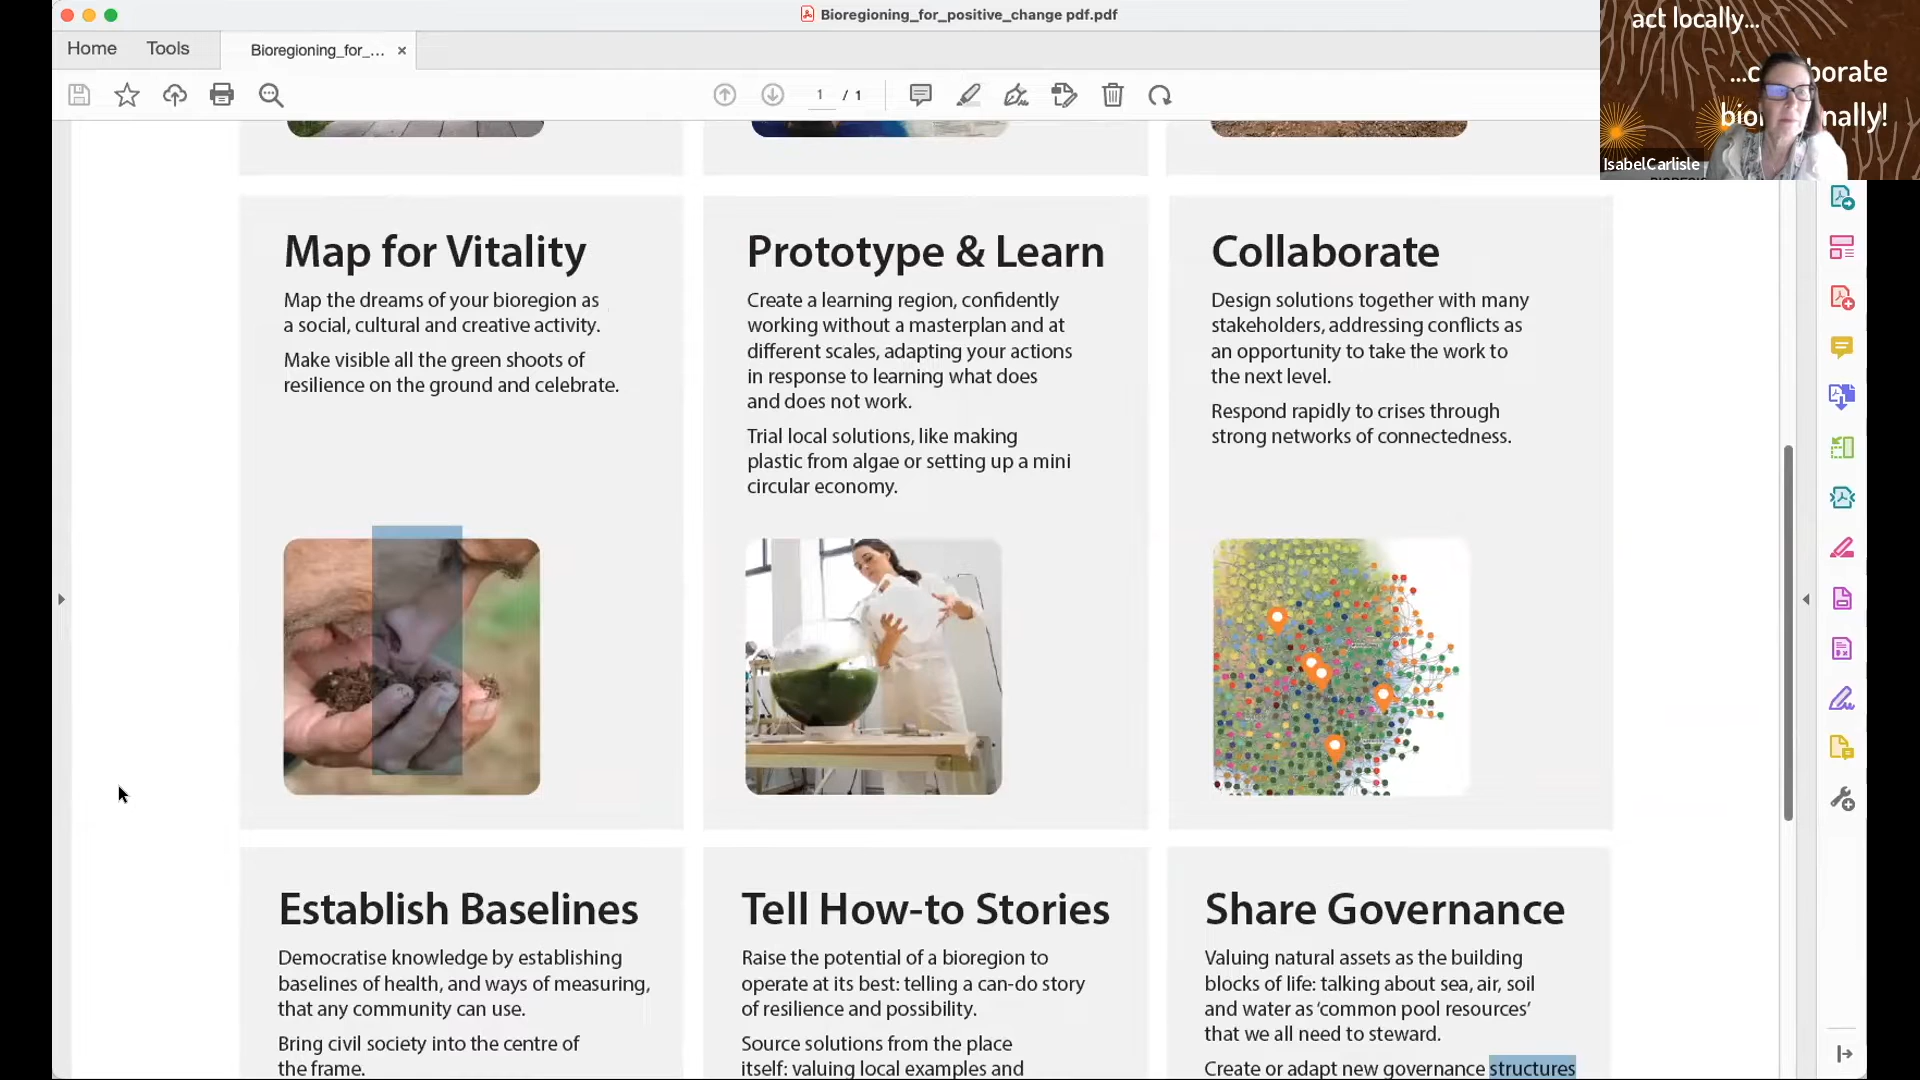 Bioregioning_for_positive_change pdf.pdf
Home
Tools
Bioregioning_for_...
1 / 1
act locally...
IsabelCarlisle
Map for Vitality
Map the dreams of your bioregion as
a social, cultural and creative activity.
Make visible all the green shoots of
resilience on the ground and celebrate.
Prototype & Learn
Create a learning region, confidently
working without a masterplan and at
different scales, adapting your actions
in response to learning what does
and does not work.
Trial local solutions, like making
plastic from algae or setting up a mini
circular economy.
Collaborate
Design solutions together with many
stakeholders, addressing conflicts as
an opportunity to take the work to
the next level.
Respond rapidly to crises through
strong networks of connectedness.
Establish Baselines
Democratise knowledge by establishing
baselines of health, and ways of measuring,
that any community can use.
Bring civil society into the centre of
the frame.
Tell How-to Stories
Raise the potential of a bioregion to
operate at its best: telling a can-do story
of resilience and possibility.
Source solutions from the place
itself: valuing local examples and
Share Governance
Valuing natural assets as the building
blocks of life: talking about sea, air, soil
and water as ‘common pool resources’
that we all need to steward.
Create or adapt new governance structures